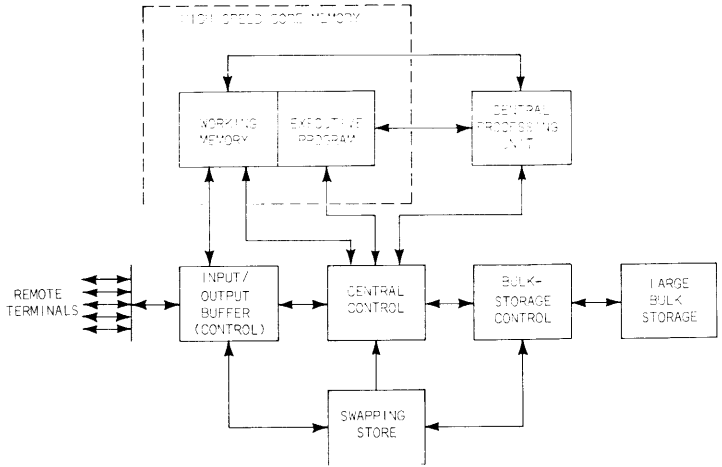 HIGH SPEED CORE MEMORY
WORKING
MEMORY
EXECUTIVE
PROGRAM
CENTRAL
PROCESSING
UNIT
REMOTE
TERMINALS
INPUT/
OUTPUT
BUFFER
(CONTROL)
CENTRAL
CONTROL
BULK-
STORAGE
CONTROL
LARGE
BULK
STORAGE
SWAPPING
STORE